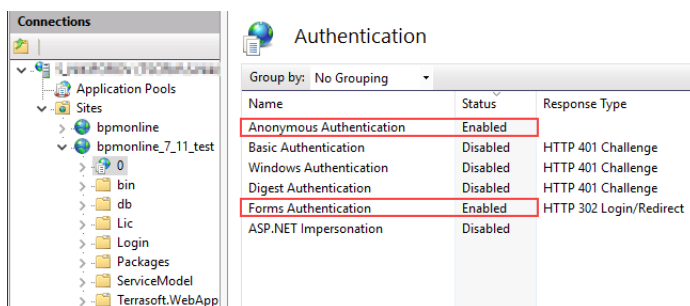 Connections
Application Pools
Sites
bpmonline
bpmonline_7_11_test
0
bin
db
Lic
Login
Packages
ServiceModel
Terrasoft.WebApp
Authentication
Group by: No Grouping
Name Status Response Type
Anonymous Authentication Enabled
Basic Authentication Disabled HTTP 401 Challenge
Windows Authentication Disabled HTTP 401 Challenge
Digest Authentication Disabled HTTP 401 Challenge
Forms Authentication Enabled HTTP 302 Login/Redirect
ASP.NET Impersonation Disabled